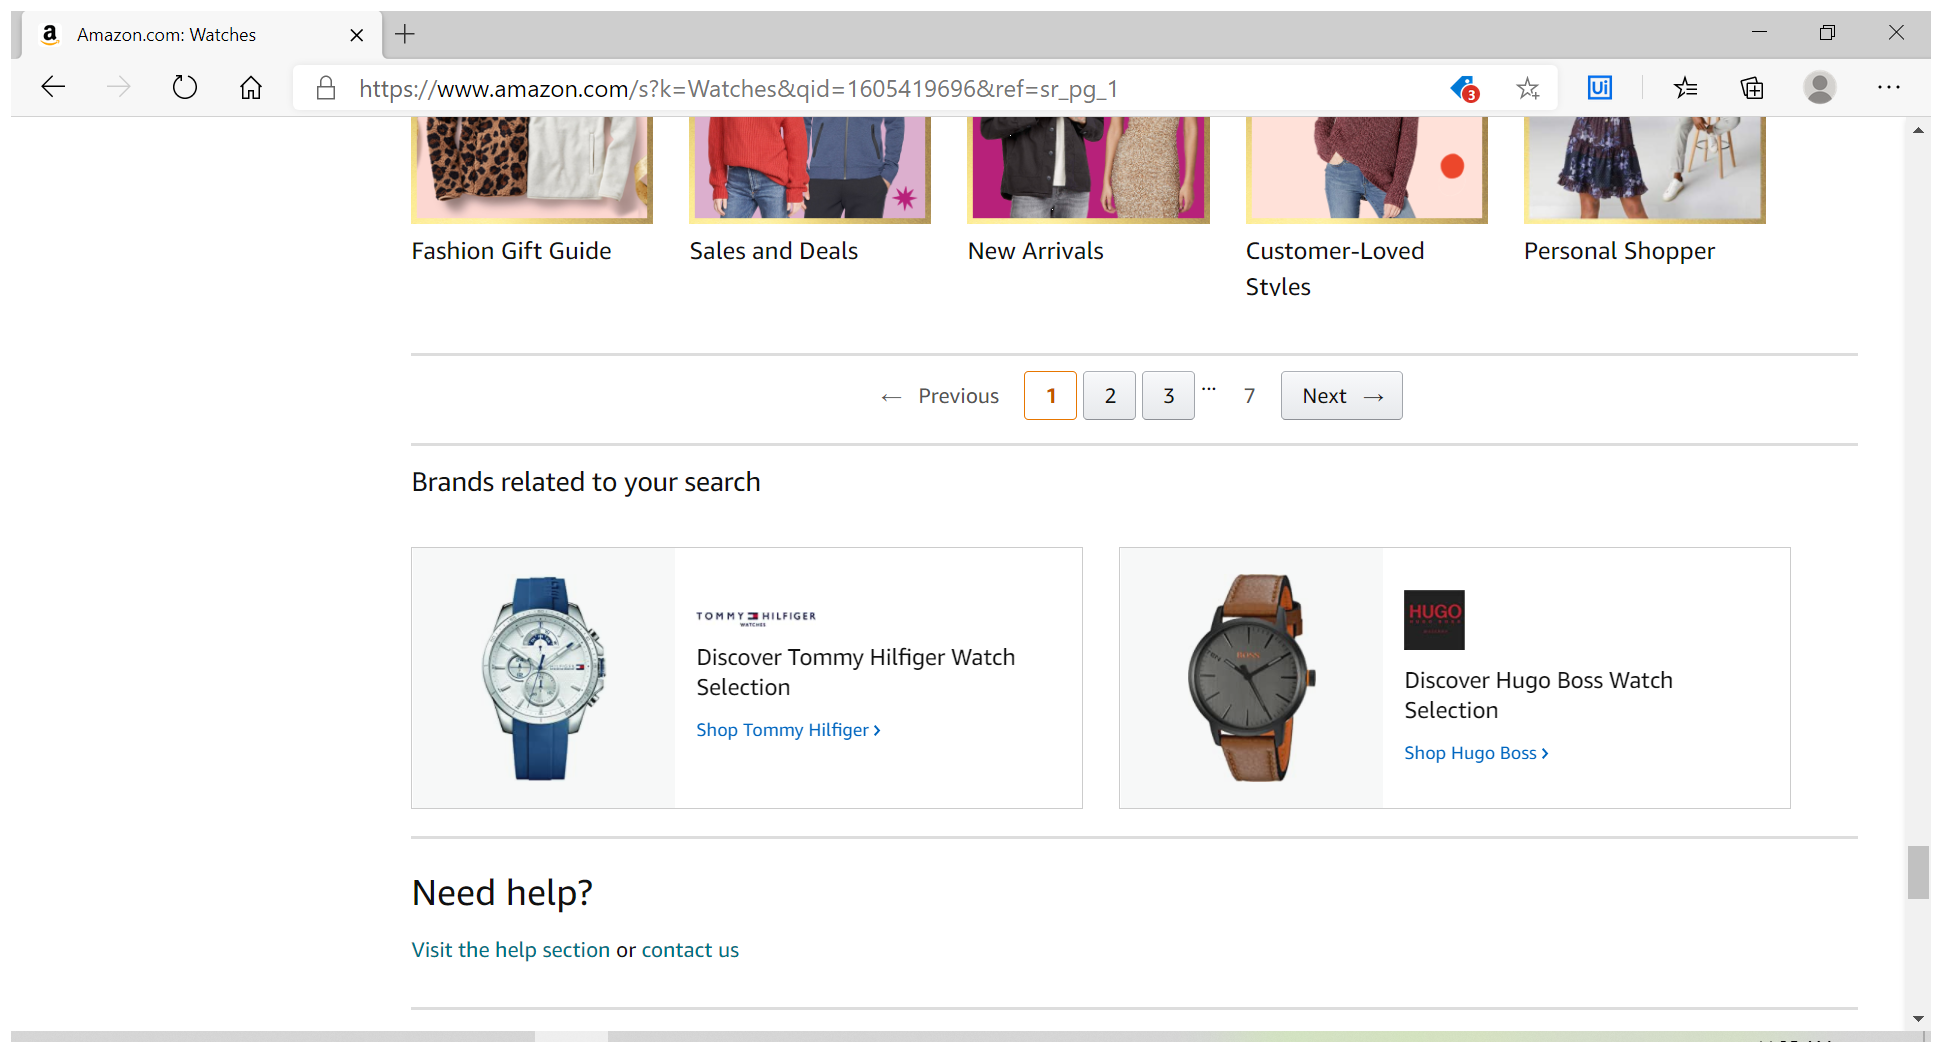 Amazon.com: Watches
https://www.amazon.com/s?k=Watches&qid=1605419696&ref=sr_pg_1
3
Ui
Fashion Gift Guide
Sales and Deals
New Arrivals
Customer-Loved
Styles
Personal Shopper
← Previous 1 2 3 ... 7 Next →
Brands related to your search
TOMMY HILFIGER
WATCHES
Discover Tommy Hilfiger Watch
Selection
Shop Tommy Hilfiger ›
BOSS
HUGO
HUGO BOSS
Discover Hugo Boss Watch
Selection
Shop Hugo Boss ›
Need help?
Visit the help section or contact us